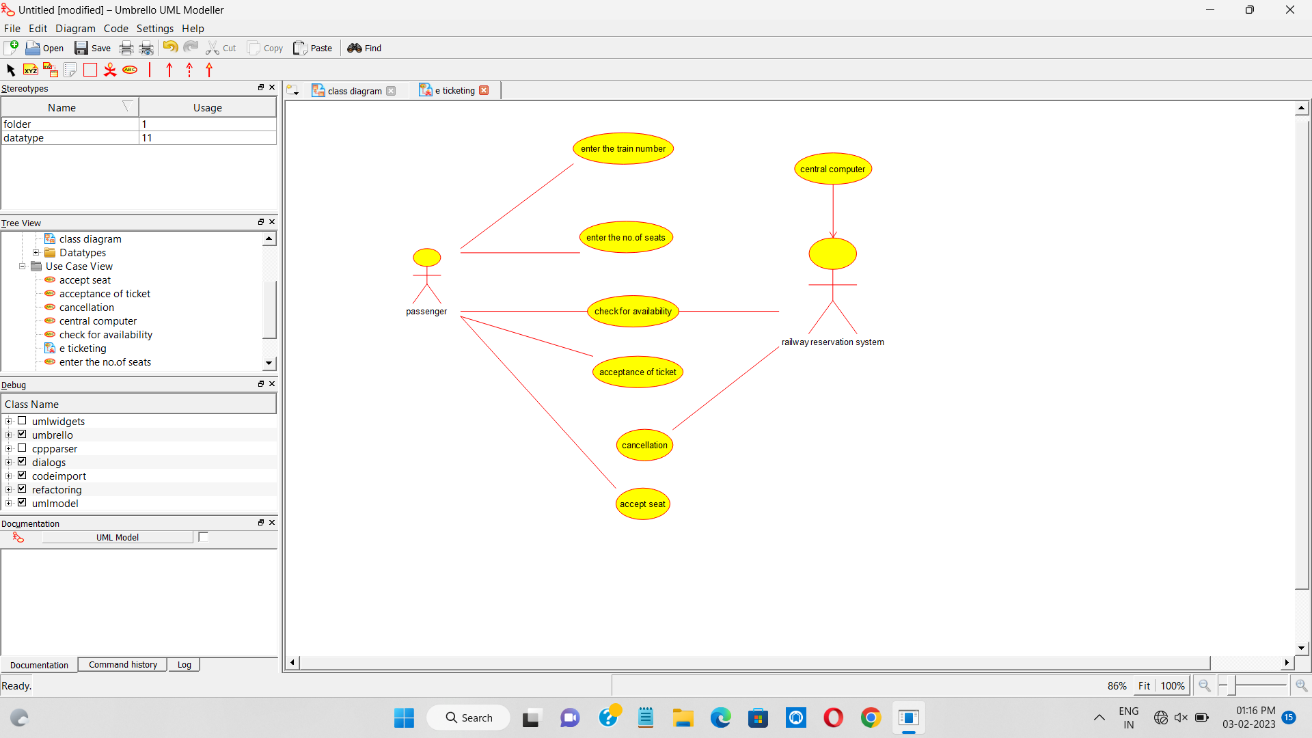 Untitled [modified] – Umbrello UML Modeller
File Edit Diagram Code Settings Help
Open Save Cut Copy Paste Find
XYZ ABC
Stereotypes
Name Usage
folder 1
datatype 11
Tree View
class diagram
Datatypes
Use Case View
accept seat
acceptance of ticket
cancellation
central computer
check for availability
e ticketing
enter the no.of seats
Debug
Class Name
umlwidgets
umbrello
cppparser
dialogs
codeimport
refactoring
umlmodel
Documentation
UML Model
Documentation Command history Log
Ready.
class diagram e ticketing
enter the train number
central computer
enter the no.of seats
passenger
check for availability
railway reservation system
acceptance of ticket
cancellation
accept seat
86% Fit 100%
Search
ENG
IN
01:16 PM
03-02-2023
15